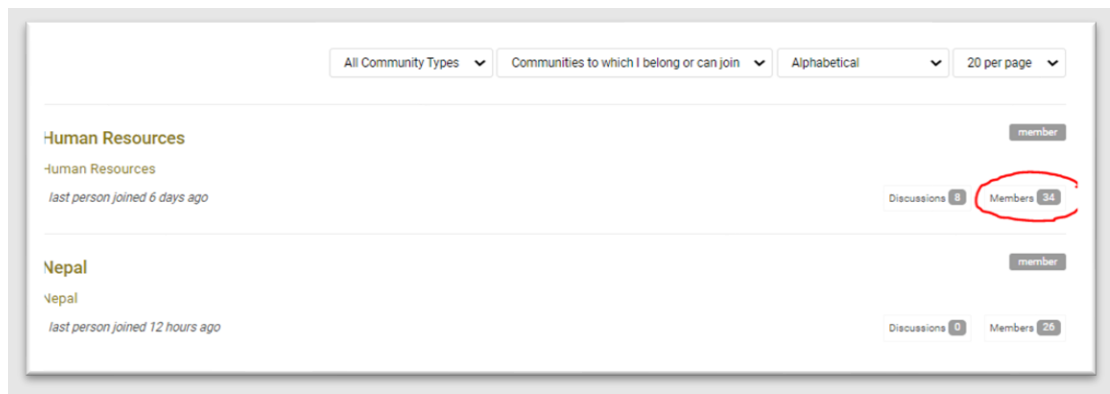 All Community Types Communities to which I belong or can join Alphabetical 20 per page
Human Resources member
Human Resources
last person joined 6 days ago Discussions 8 Members 34
Nepal member
Nepal
last person joined 12 hours ago Discussions 0 Members 26